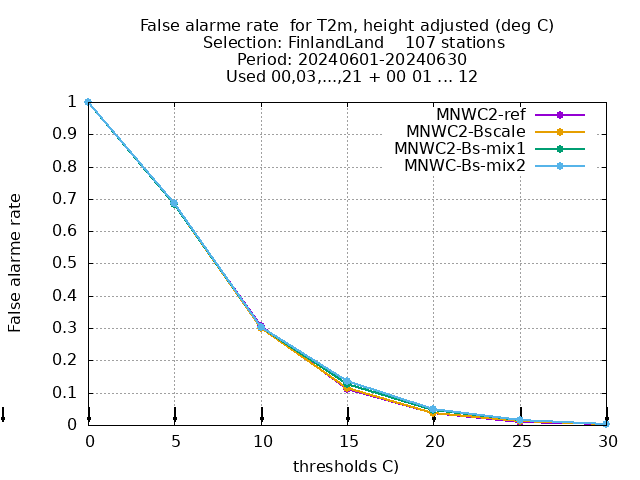 False alarme rate  for T2m, height adjusted (deg C)
Selection: FinlandLand    107 stations
Period: 20240601-20240630
Used 00,03,...,21 + 00 01 ... 12
MNWC2-ref
MNWC2-Bscale
MNWC2-Bs-mix1
MNWC-Bs-mix2
1
0.9
0.8
0.7
0.6
0.5
0.4
0.3
0.2
0.1
0
False alarme rate
0 5 10 15 20 25 30
thresholds C)